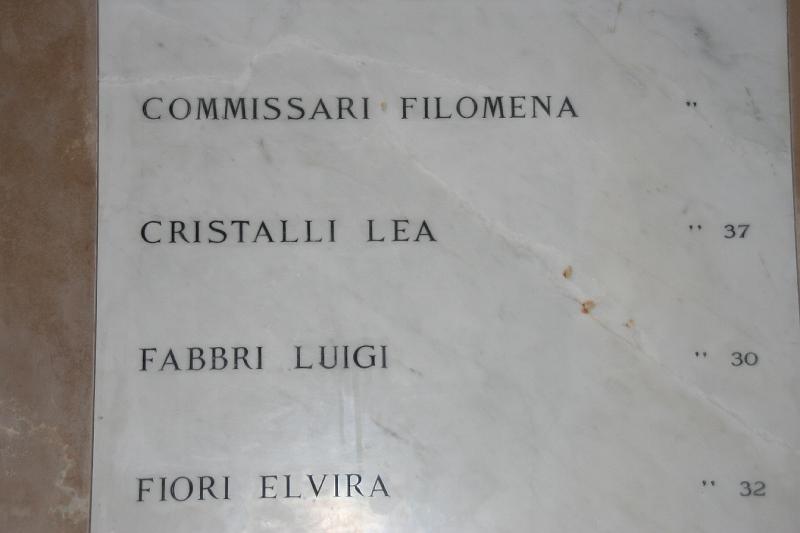 COMMISSARI FILOMENA "
CRISTALLI LEA " 37
FABBRI LUIGI " 30
FIORI ELVIRA " 32